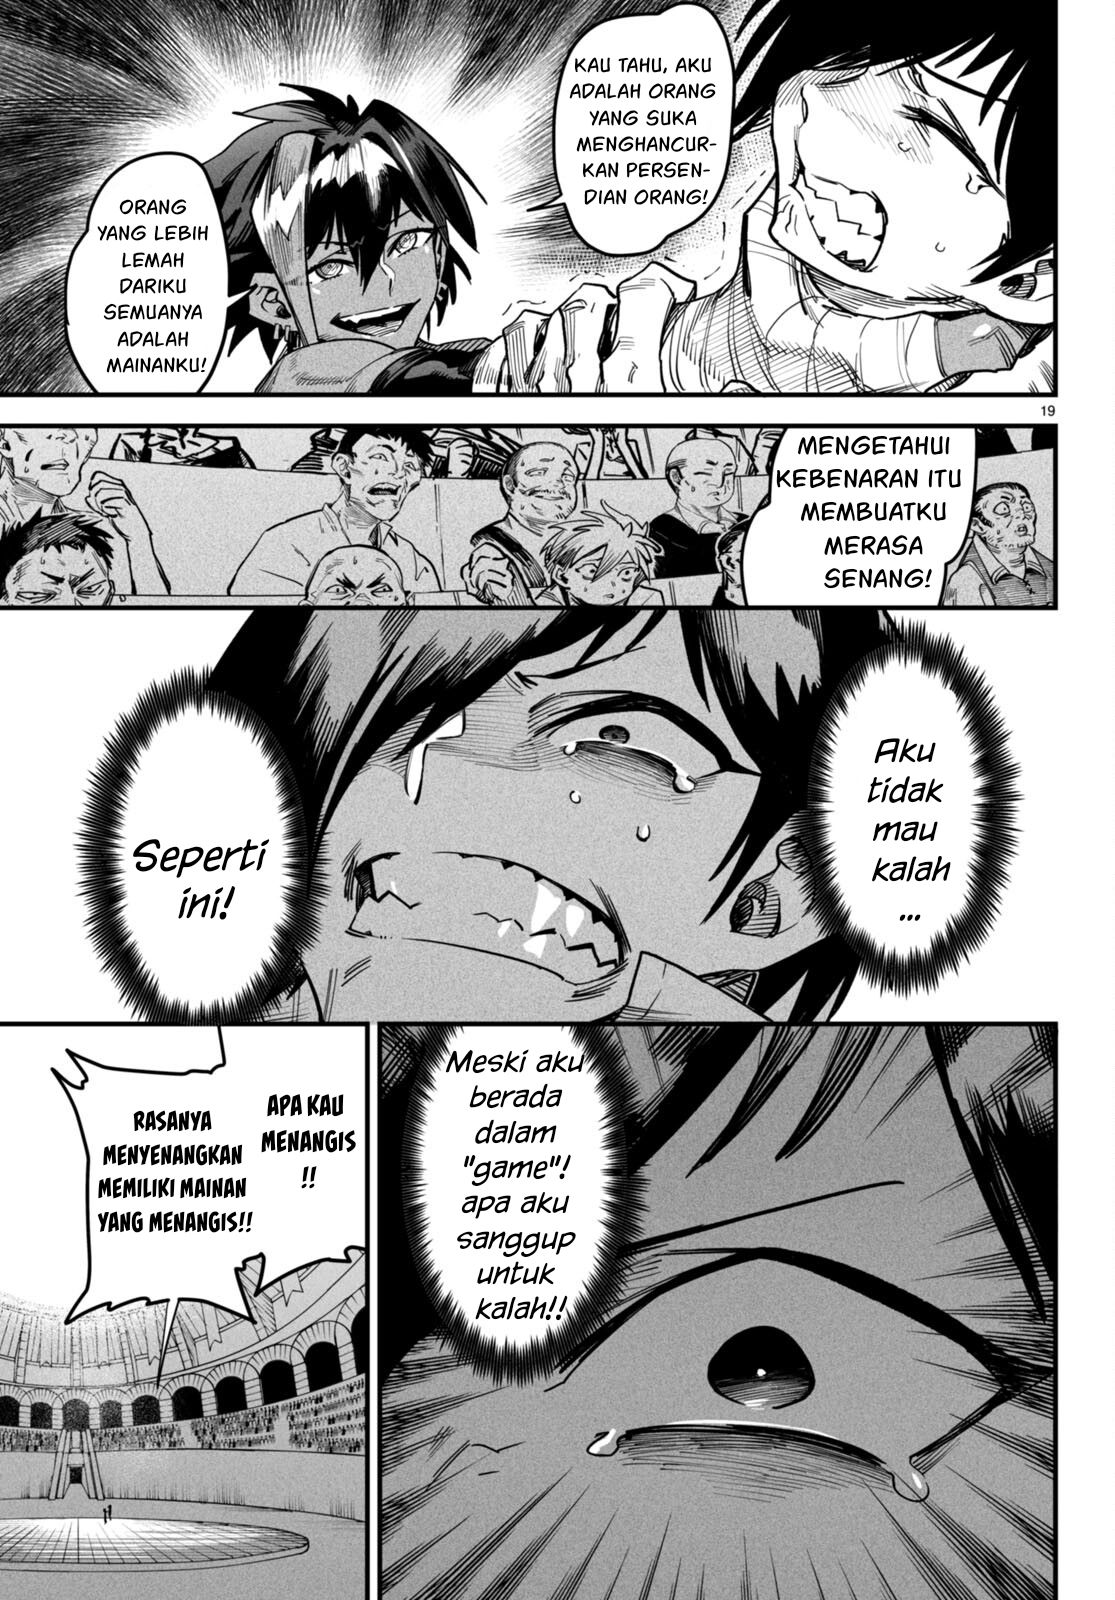 KAU TAHU, AKU
ADALAH ORANG
YANG SUKA
MENGHANCUR-
KAN PERSEN-
DIAN ORANG!
ORANG
YANG LEBIH
LEMAH
DARIKU
SEMUANYA
ADALAH
MAINANKU!
19
MENGETAHUI
KEBENARAN ITU
MEMBUATKU
MERASA
SENANG!
Aku
tidak
mau
kalah
...
Seperti
ini!
Meski aku
berada
dalam
"game"!
apa aku
sanggup
untuk
kalah!!
APA KAU
MENANGIS
!!
RASANYA
MENYENANGKAN
MEMILIKI MAINAN
YANG MENANGIS!!